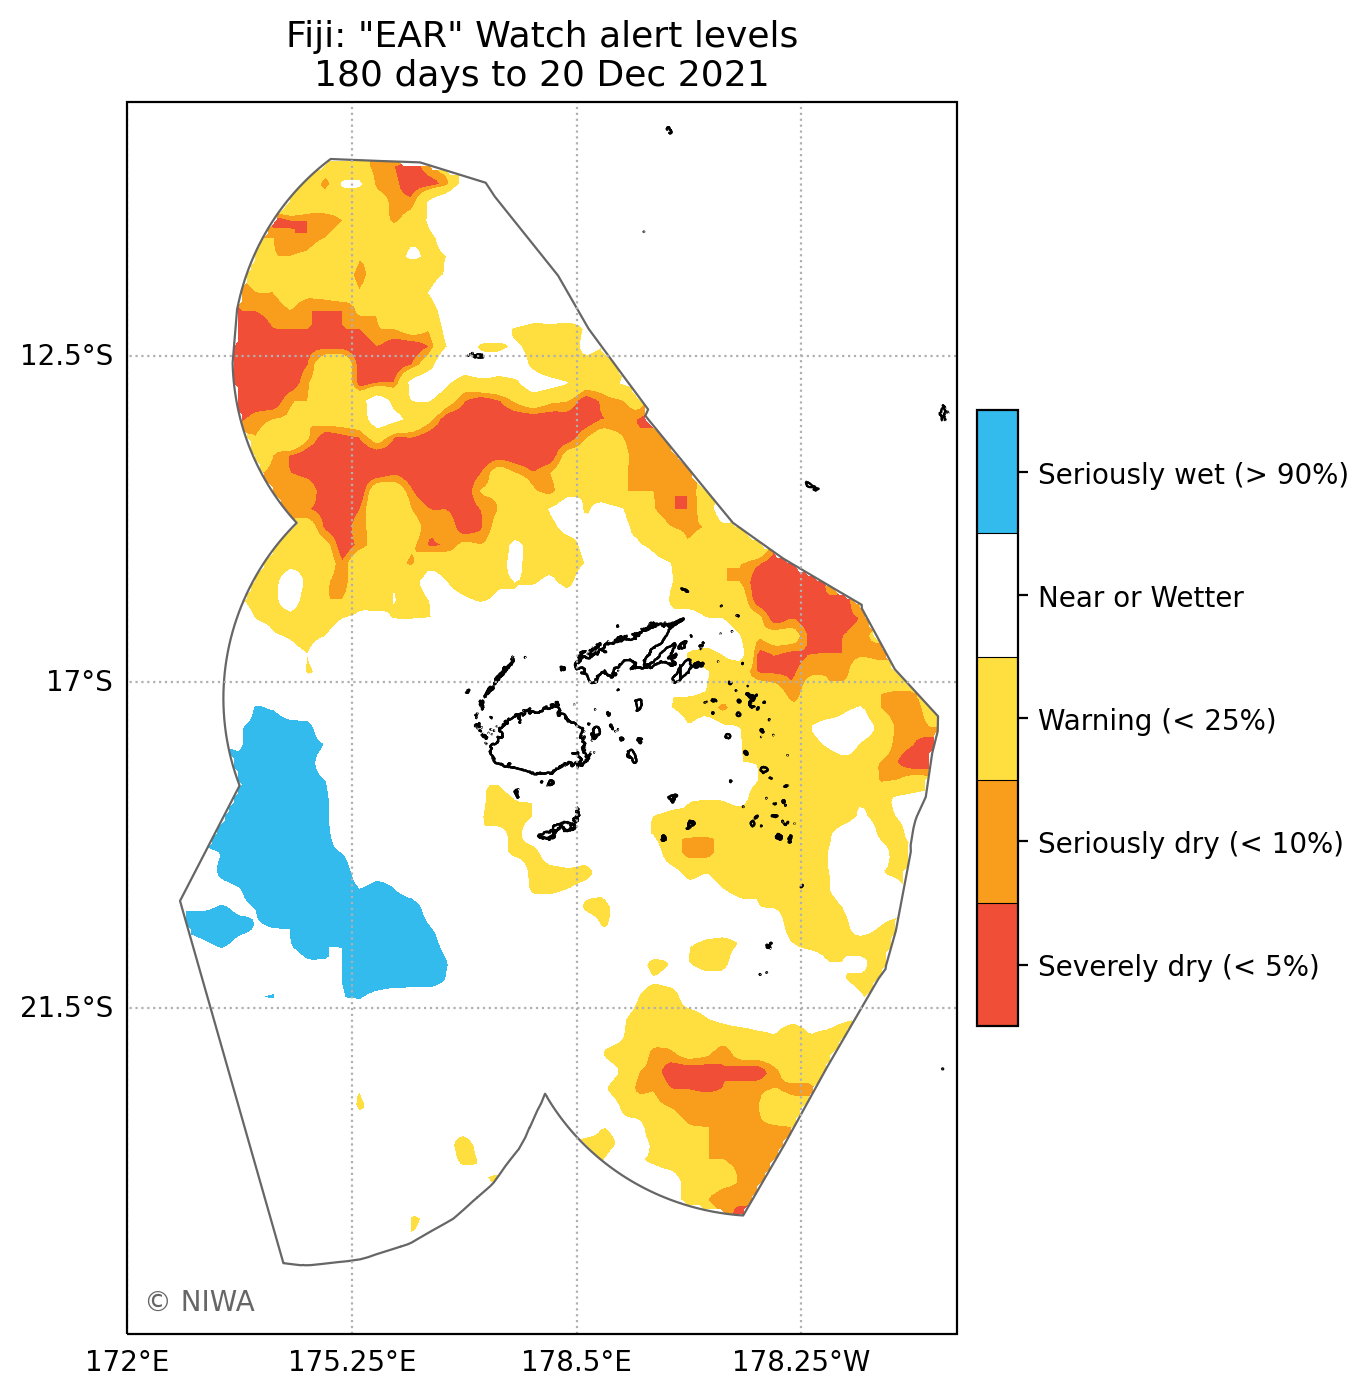 Fiji: "EAR" Watch alert levels
180 days to 20 Dec 2021
12.5°S
17°S
21.5°S
172°E
175.25°E
178.5°E
178.25°W
Seriously wet (> 90%)
Near or Wetter
Warning (< 25%)
Seriously dry (< 10%)
Severely dry (< 5%)
© NIWA